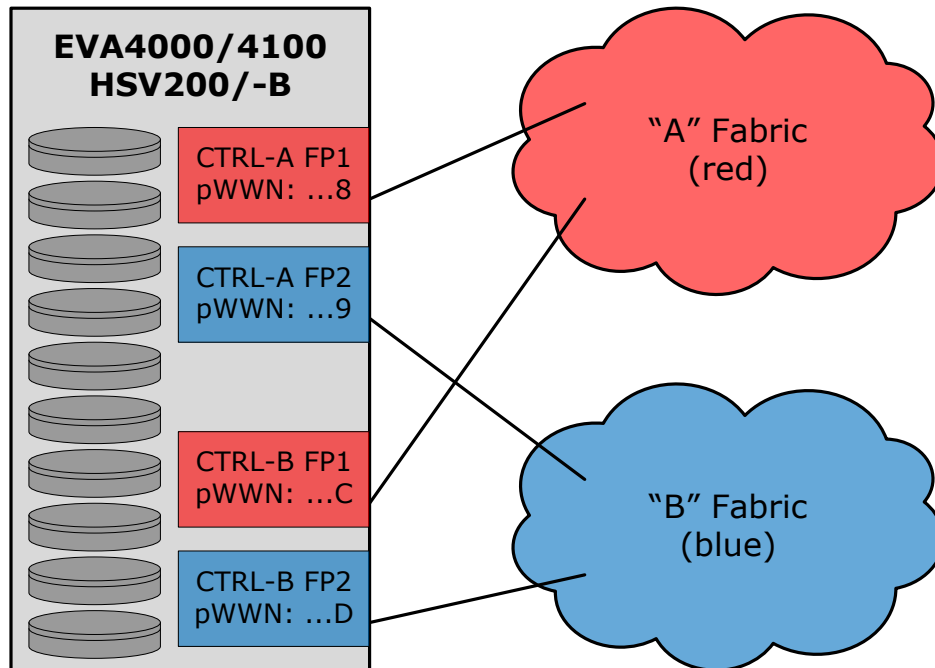 EVA4000/4100
HSV200/-B
CTRL-A FP1
pWWN: ...8
CTRL-A FP2
pWWN: ...9
CTRL-B FP1
pWWN: ...C
CTRL-B FP2
pWWN: ...D
“A” Fabric
(red)
“B” Fabric
(blue)